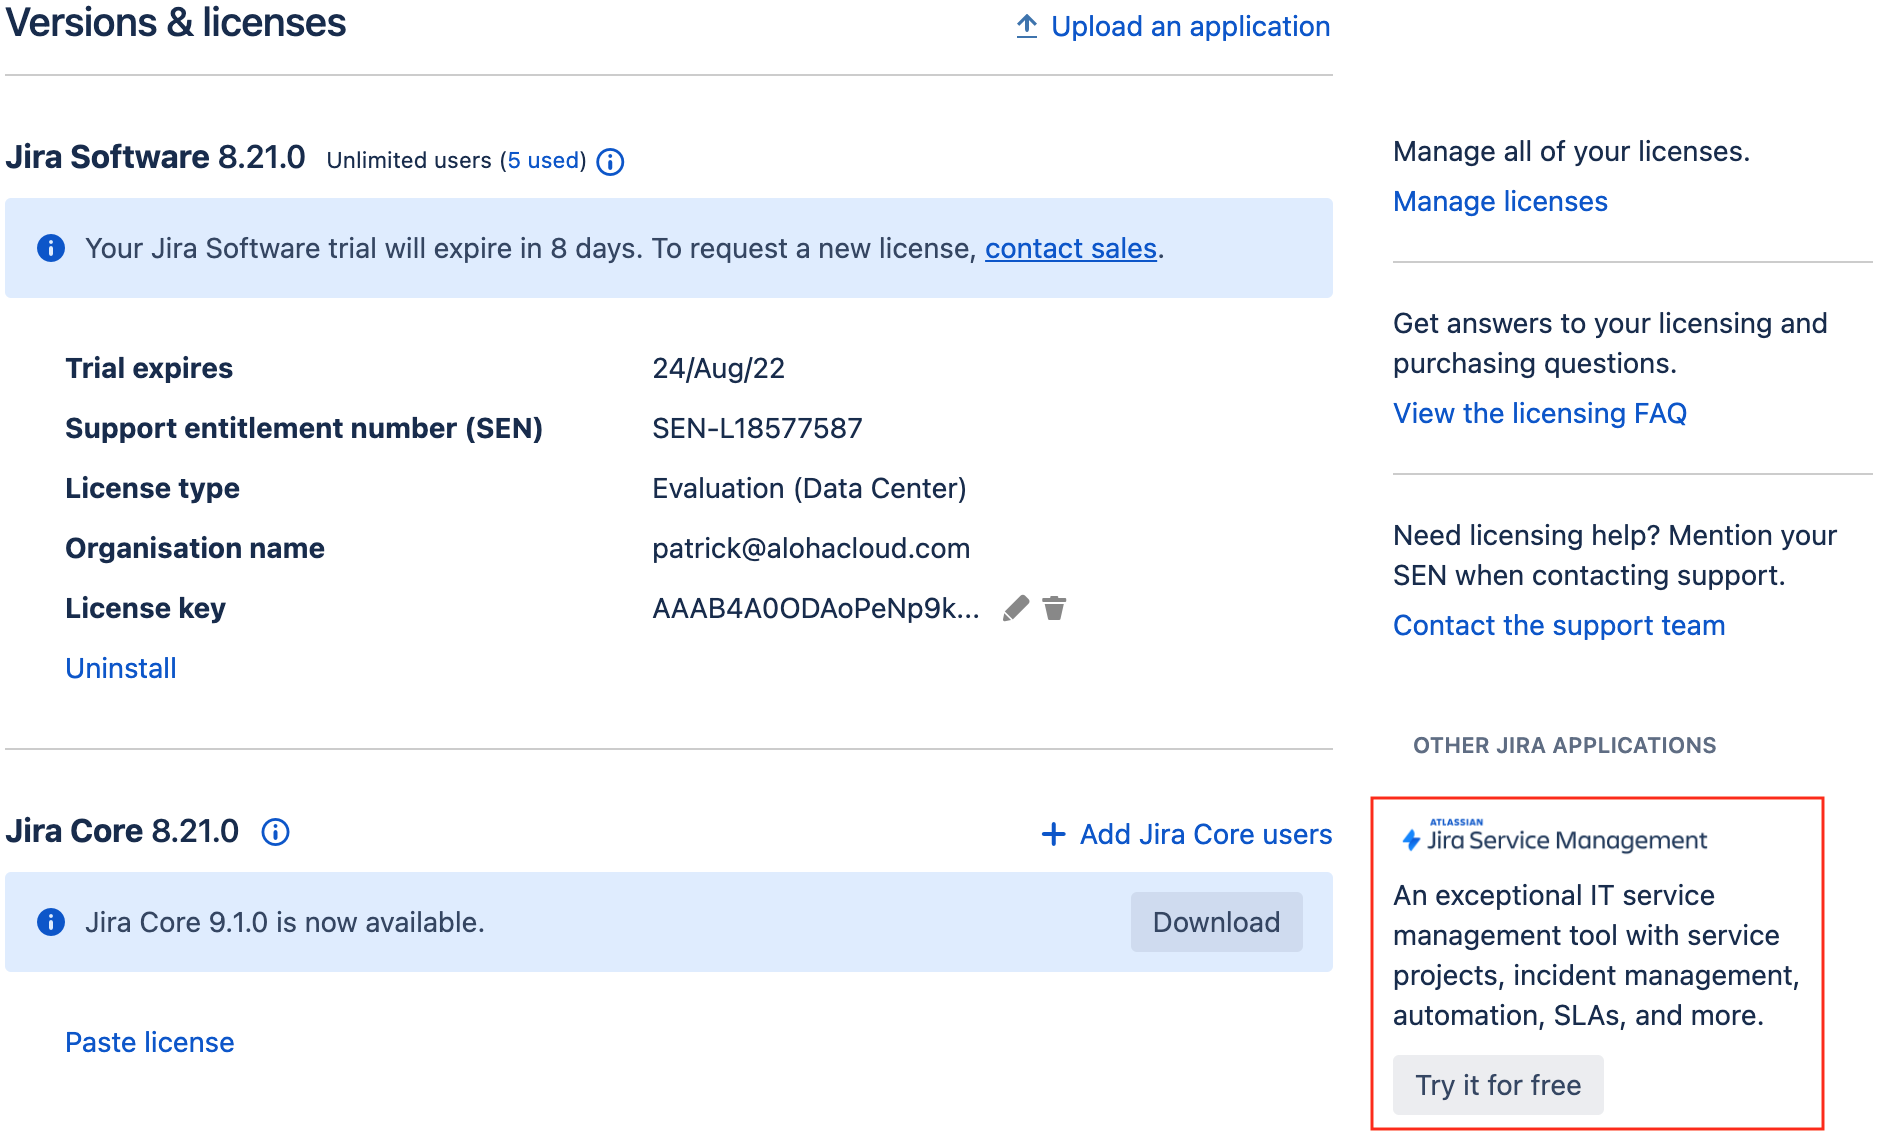 Versions & licenses
Upload an application
Jira Software 8.21.0 Unlimited users (5 used)
Your Jira Software trial will expire in 8 days. To request a new license, contact sales.
Trial expires 24/Aug/22
Support entitlement number (SEN) SEN-L18577587
License type Evaluation (Data Center)
Organisation name patrick@alohacloud.com
License key AAAB4A0ODAoPeNp9k...
Uninstall
Jira Core 8.21.0
Add Jira Core users
Jira Core 9.1.0 is now available.
Download
Paste license
Manage all of your licenses.
Manage licenses
Get answers to your licensing and
purchasing questions.
View the licensing FAQ
Need licensing help? Mention your
SEN when contacting support.
Contact the support team
OTHER JIRA APPLICATIONS
ATLASSIAN
Jira Service Management
An exceptional IT service
management tool with service
projects, incident management,
automation, SLAs, and more.
Try it for free